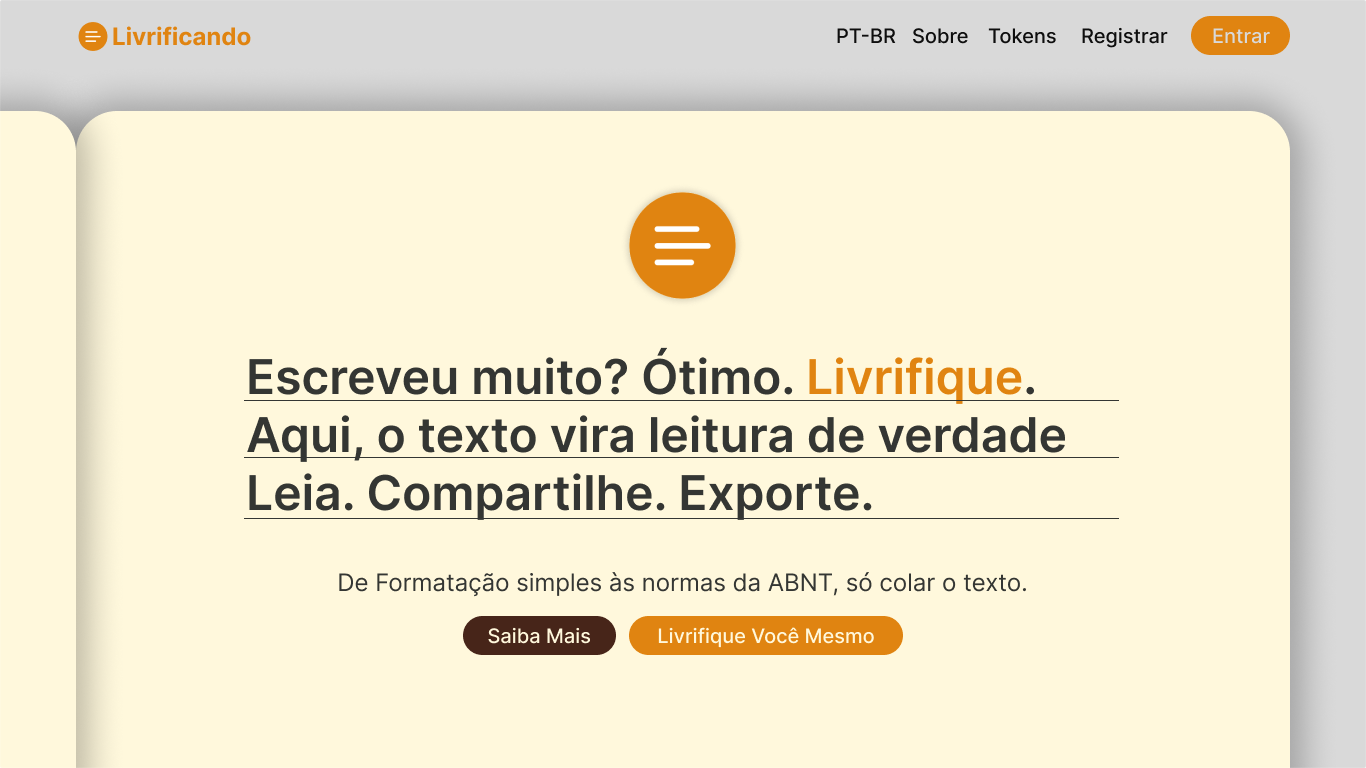 Livrificando
PT-BR Sobre Tokens Registrar Entrar
Escreveu muito? Ótimo. Livrifique.
Aqui, o texto vira leitura de verdade
Leia. Compartilhe. Exporte.
De Formatação simples às normas da ABNT, só colar o texto.
Saiba Mais Livrifique Você Mesmo